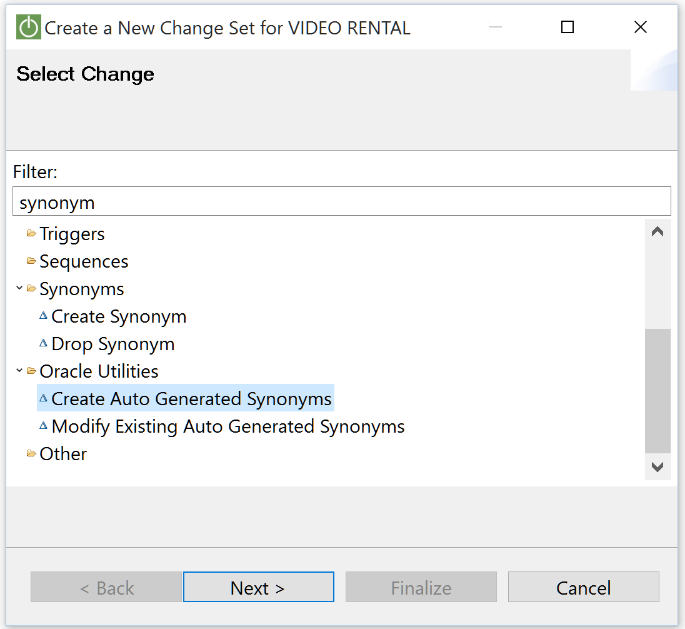 Create a New Change Set for VIDEO RENTAL
Select Change
Filter:
synonym
Triggers
Sequences
Synonyms
Create Synonym
Drop Synonym
Oracle Utilities
Create Auto Generated Synonyms
Modify Existing Auto Generated Synonyms
Other
< Back Next > Finalize Cancel